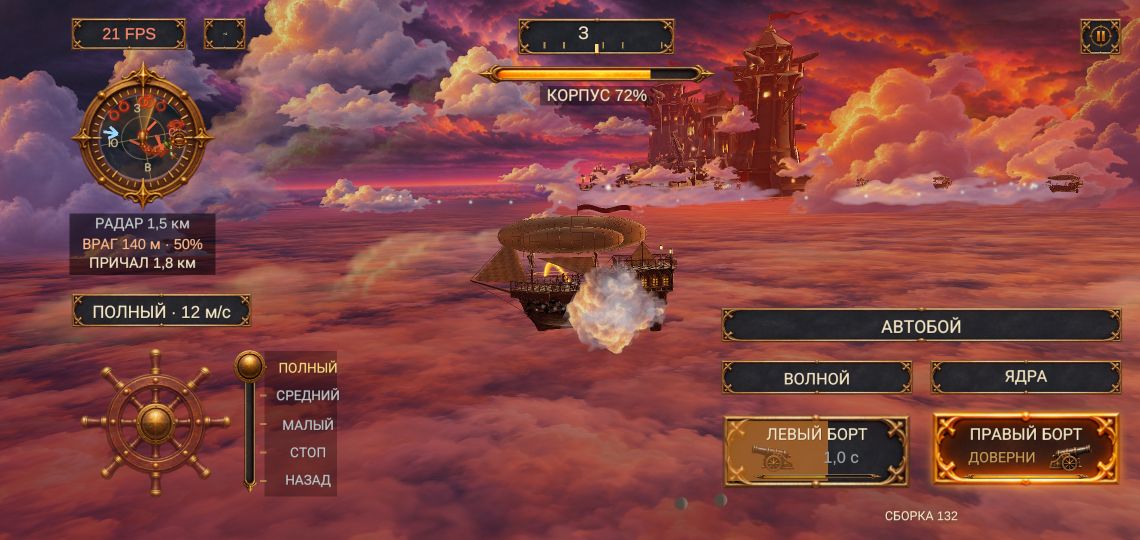 21 FPS
З
КОРПУС 72%
З
Ю
В
РАДАР 1,5 км
ВРАГ 140 м · 50%
ПРИЧАЛ 1,8 км
ПОЛНЫЙ · 12 м/с
ПОЛНЫЙ
СРЕДНИЙ
МАЛЫЙ
СТОП
НАЗАД
АВТОБОЙ
ВОЛНОЙ
ЯДРА
ЛЕВЫЙ БОРТ
1,0 с
ПРАВЫЙ БОРТ
ДОВЕРНИ
СБОРКА 132